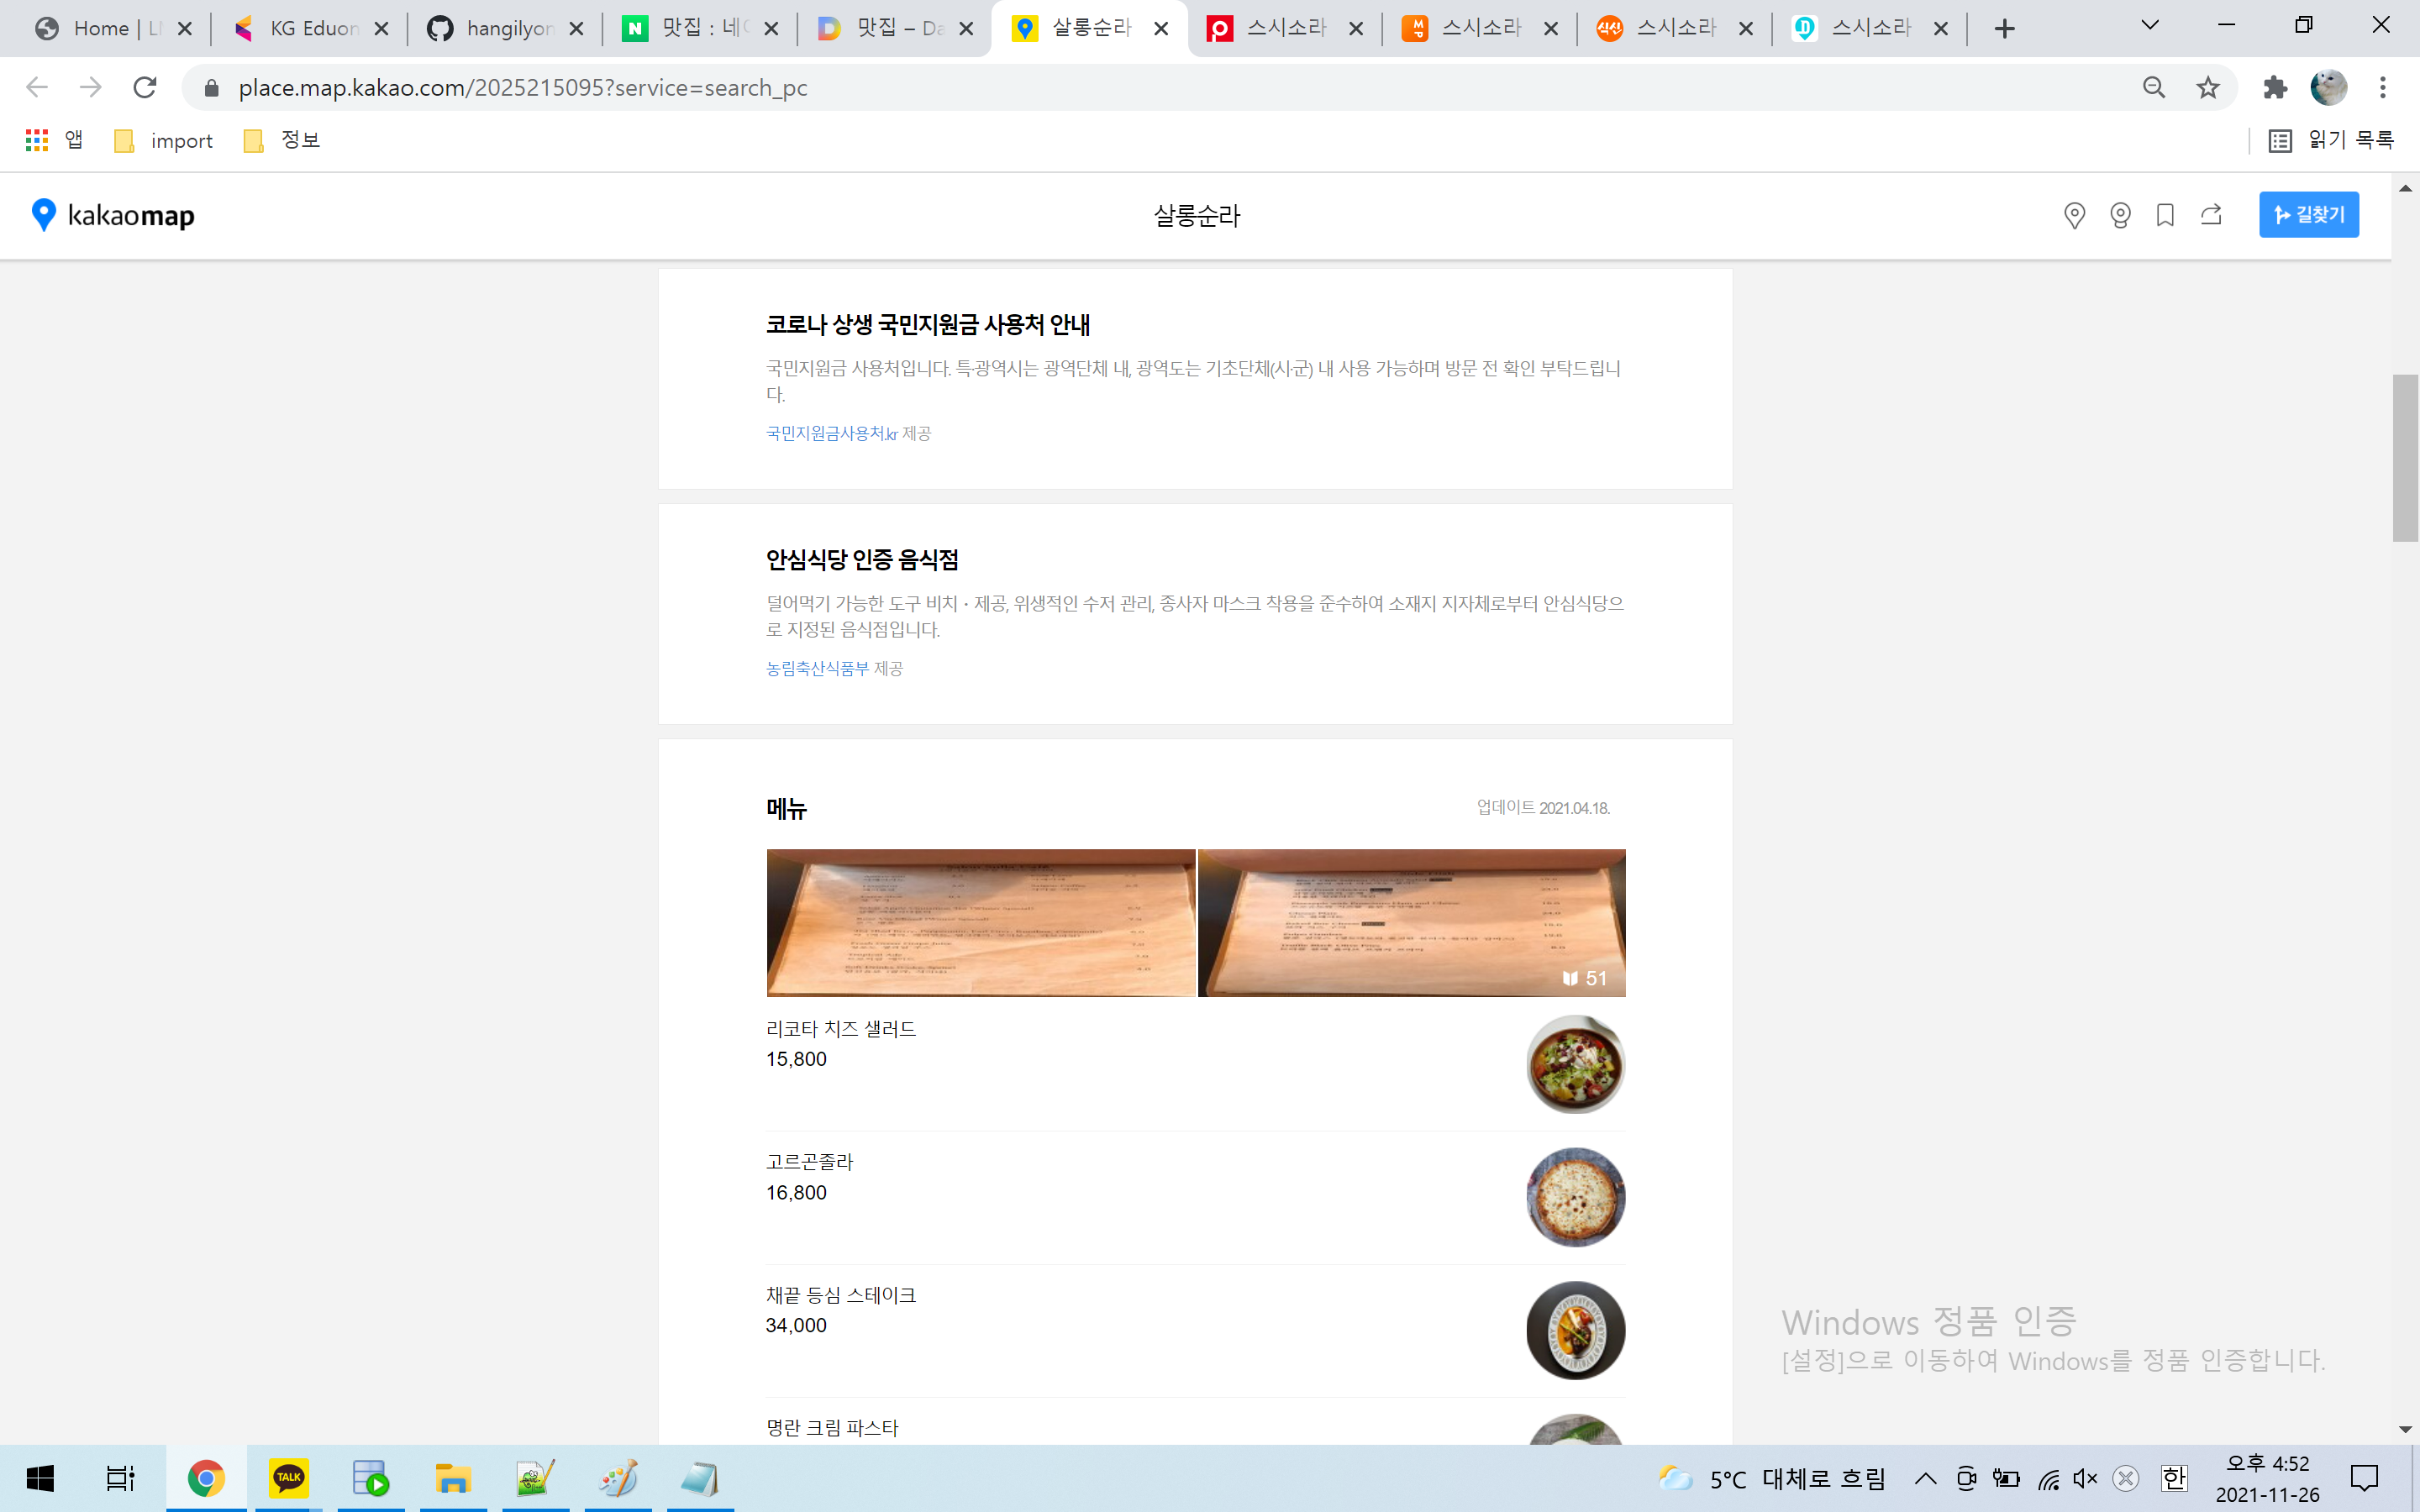 Home | L
KG Eduon
hangilyon
맛집 : 네
맛집 – Da
살롱순라
스시소라
스시소라
스시소라
스시소라
place.map.kakao.com/2025215095?service=search_pc
앱
import
정보
읽기 목록
kakaomap
살롱순라
길찾기
코로나 상생 국민지원금 사용처 안내
국민지원금 사용처입니다. 특·광역시는 광역단체 내, 광역도는 기초단체(시·군) 내 사용 가능하며 방문 전 확인 부탁드립니
다.
국민지원금사용처.kr 제공
안심식당 인증 음식점
덜어먹기 가능한 도구 비치・제공, 위생적인 수저 관리, 종사자 마스크 착용을 준수하여 소재지 지자체로부터 안심식당으
로 지정된 음식점입니다.
농림축산식품부 제공
메뉴
업데이트 2021.04.18.
51
리코타 치즈 샐러드
15,800
고르곤졸라
16,800
채끝 등심 스테이크
34,000
명란 크림 파스타
Windows 정품 인증
[설정]으로 이동하여 Windows를 정품 인증합니다.
TALK
5°C 대체로 흐림
한
오후 4:52
2021-11-26